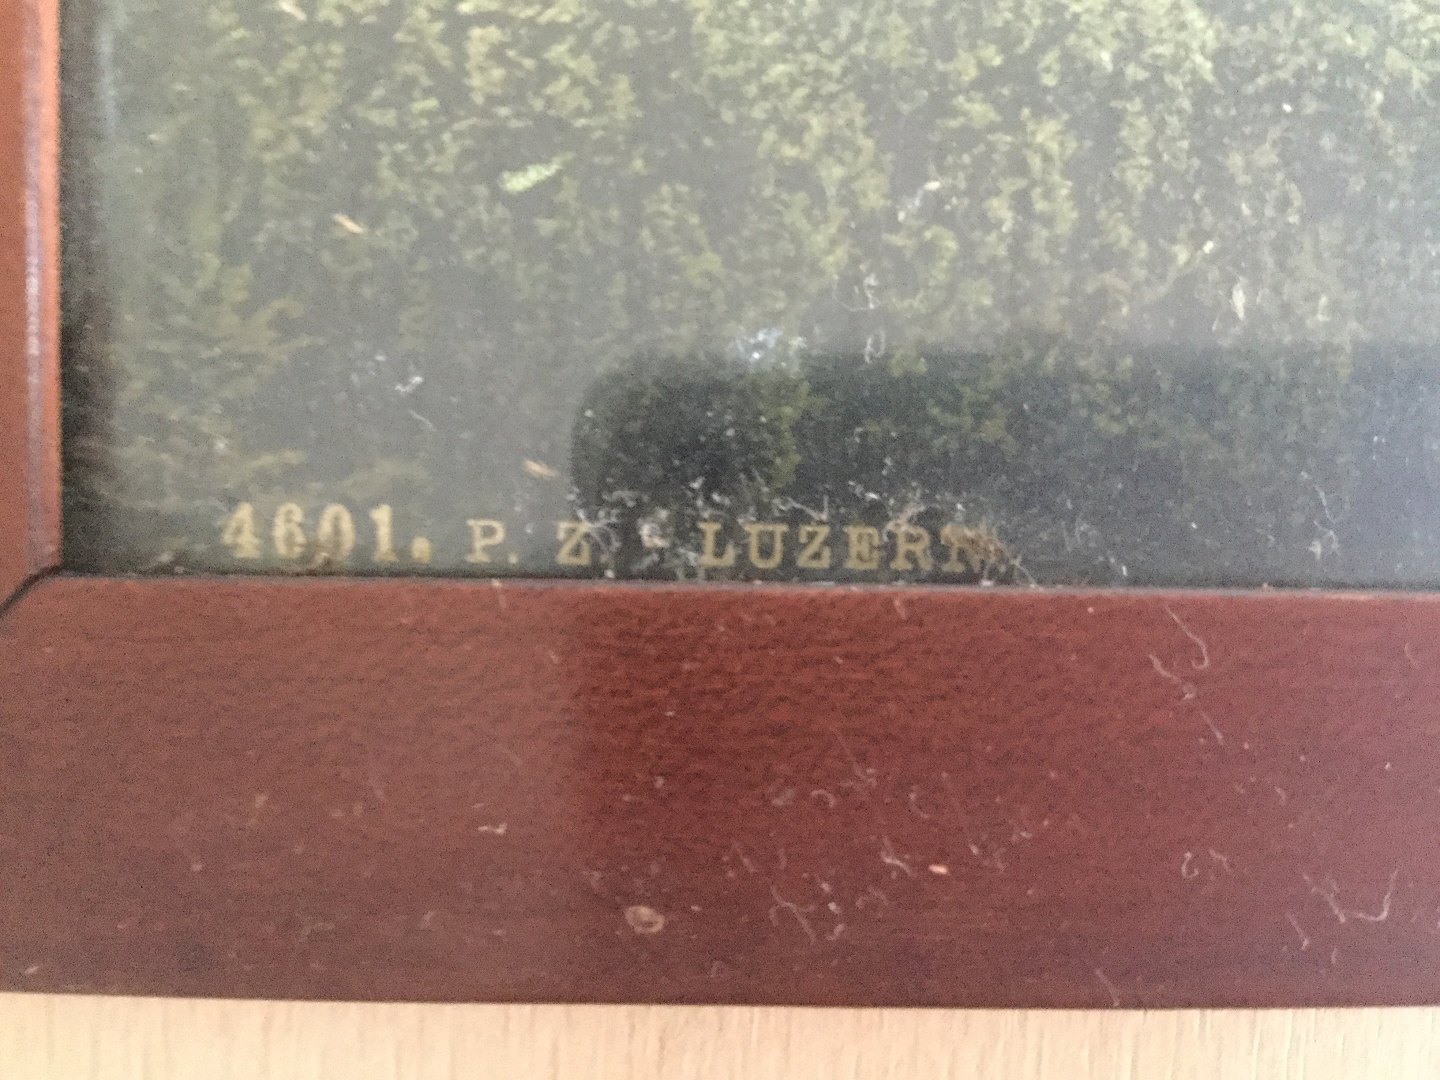 4601. P. Z. - LUZERN.